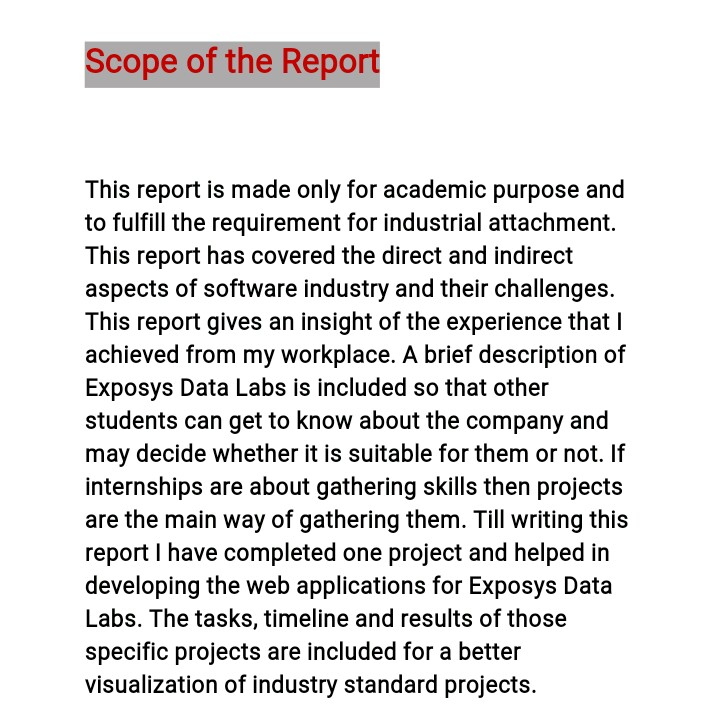 Scope of the Report
This report is made only for academic purpose and
to fulfill the requirement for industrial attachment.
This report has covered the direct and indirect
aspects of software industry and their challenges.
This report gives an insight of the experience that I
achieved from my workplace. A brief description of
Exposys Data Labs is included so that other
students can get to know about the company and
may decide whether it is suitable for them or not. If
internships are about gathering skills then projects
are the main way of gathering them. Till writing this
report I have completed one project and helped in
developing the web applications for Exposys Data
Labs. The tasks, timeline and results of those
specific projects are included for a better
visualization of industry standard projects.